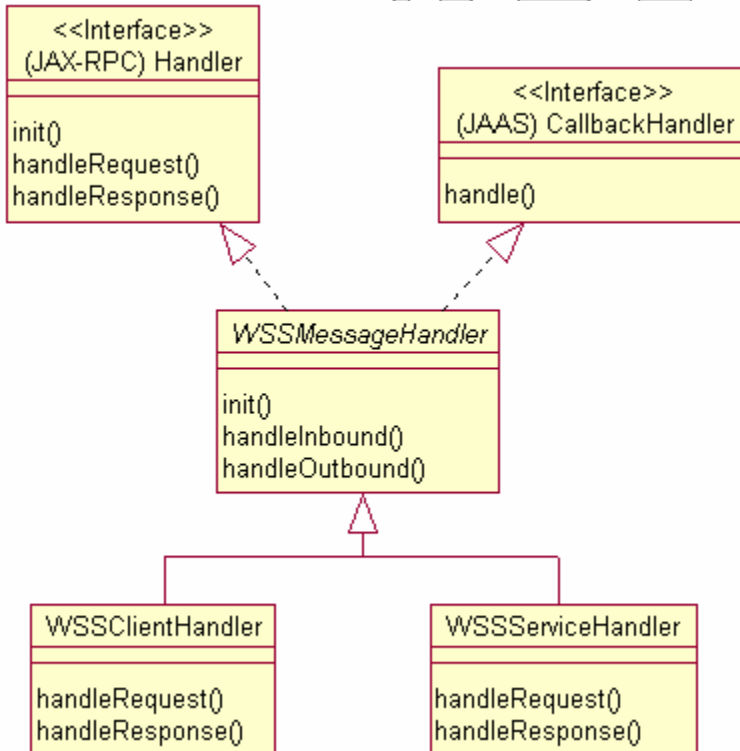 <<Interface>>
(JAX-RPC) Handler
init()
handleRequest()
handleResponse()
<<Interface>>
(JAAS) CallbackHandler
handle()
WSSMessageHandler
init()
handleInbound()
handleOutbound()
WSSClientHandler
handleRequest()
handleResponse()
WSSServiceHandler
handleRequest()
handleResponse()